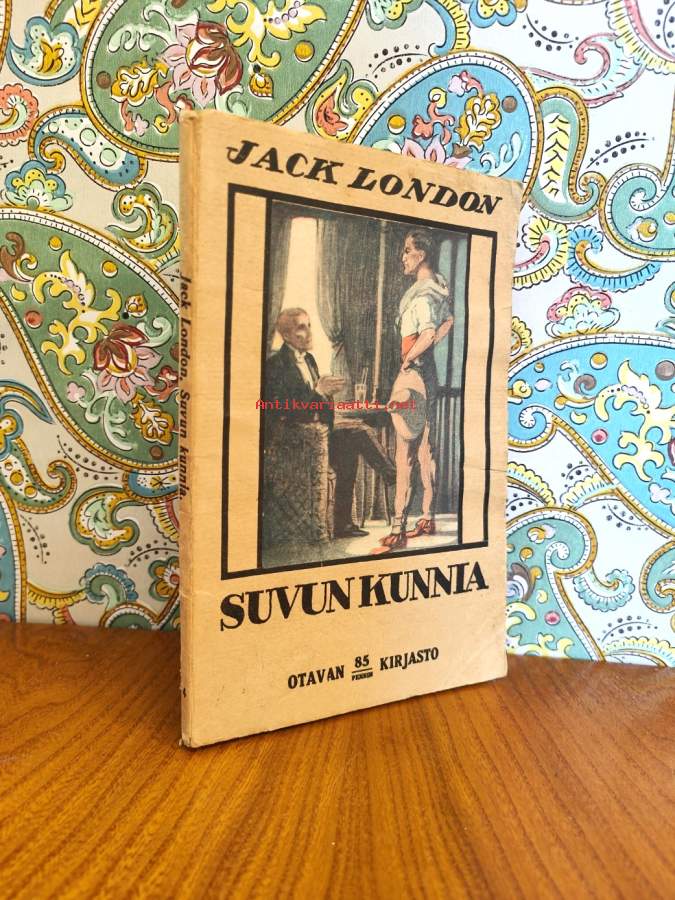 JACK LONDON
Jack London. Suvun kunnia.
Antikvariaatti.net
SUVUN KUNNIA
OTAVAN 85 PENNIN KIRJASTO